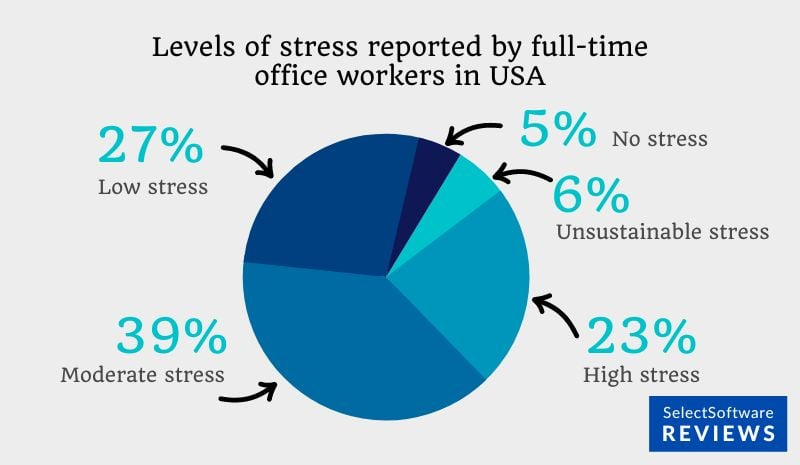 Levels of stress reported by full-time
office workers in USA
27%
Low stress
5% No stress
6%
Unsustainable stress
39%
Moderate stress
23%
High stress
SelectSoftware
REVIEWS